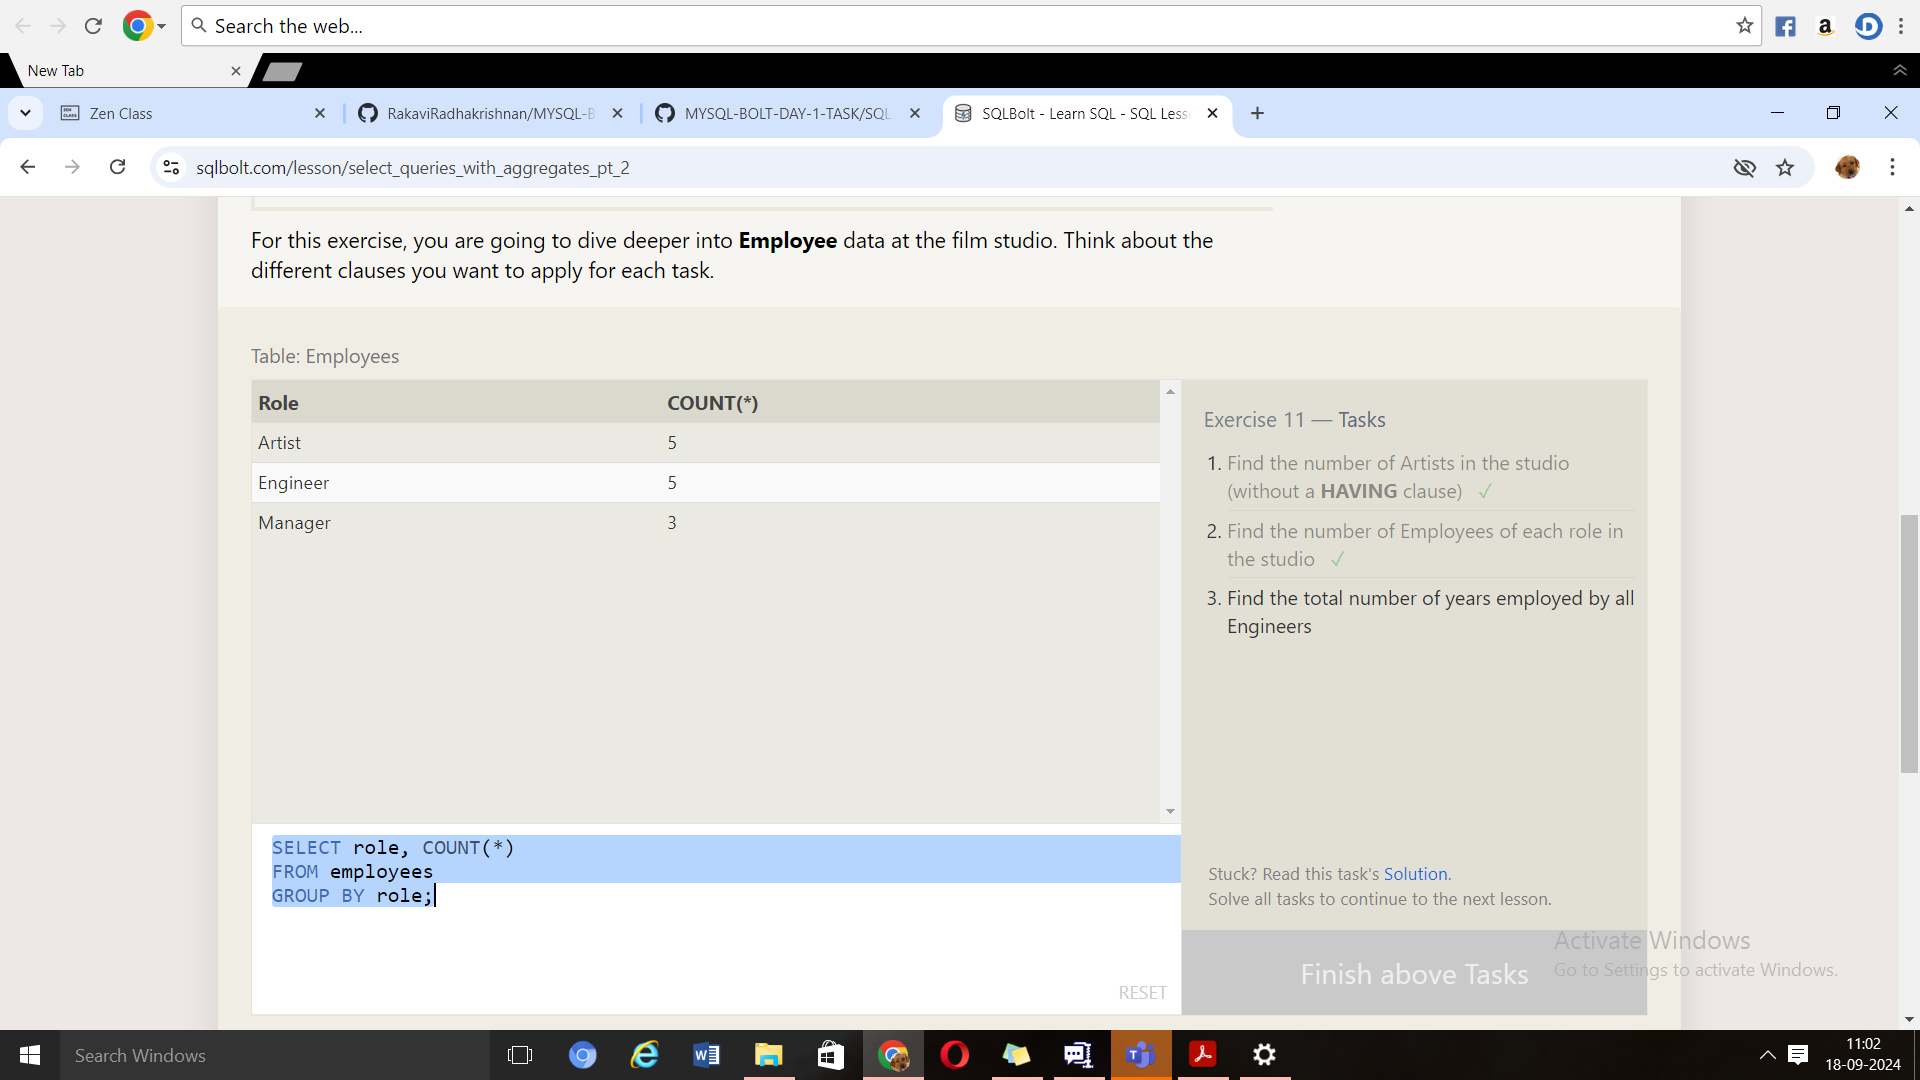 Search the web...
New Tab
Zen Class
RakaviRadhakrishnan/MYSQL-B
MYSQL-BOLT-DAY-1-TASK/SQL
SQLBolt - Learn SQL - SQL Less
sqlbolt.com/lesson/select_queries_with_aggregates_pt_2
For this exercise, you are going to dive deeper into Employee data at the film studio. Think about the
different clauses you want to apply for each task.
Table: Employees
Role COUNT(*)
Artist 5
Engineer 5
Manager 3
Exercise 11 — Tasks
1. Find the number of Artists in the studio
(without a HAVING clause) ✓
2. Find the number of Employees of each role in
the studio ✓
3. Find the total number of years employed by all
Engineers
Stuck? Read this task's Solution.
Solve all tasks to continue to the next lesson.
Finish above Tasks
SELECT role, COUNT(*)
FROM employees
GROUP BY role;
RESET
Activate Windows
Go to Settings to activate Windows.
Search Windows
11:02
18-09-2024